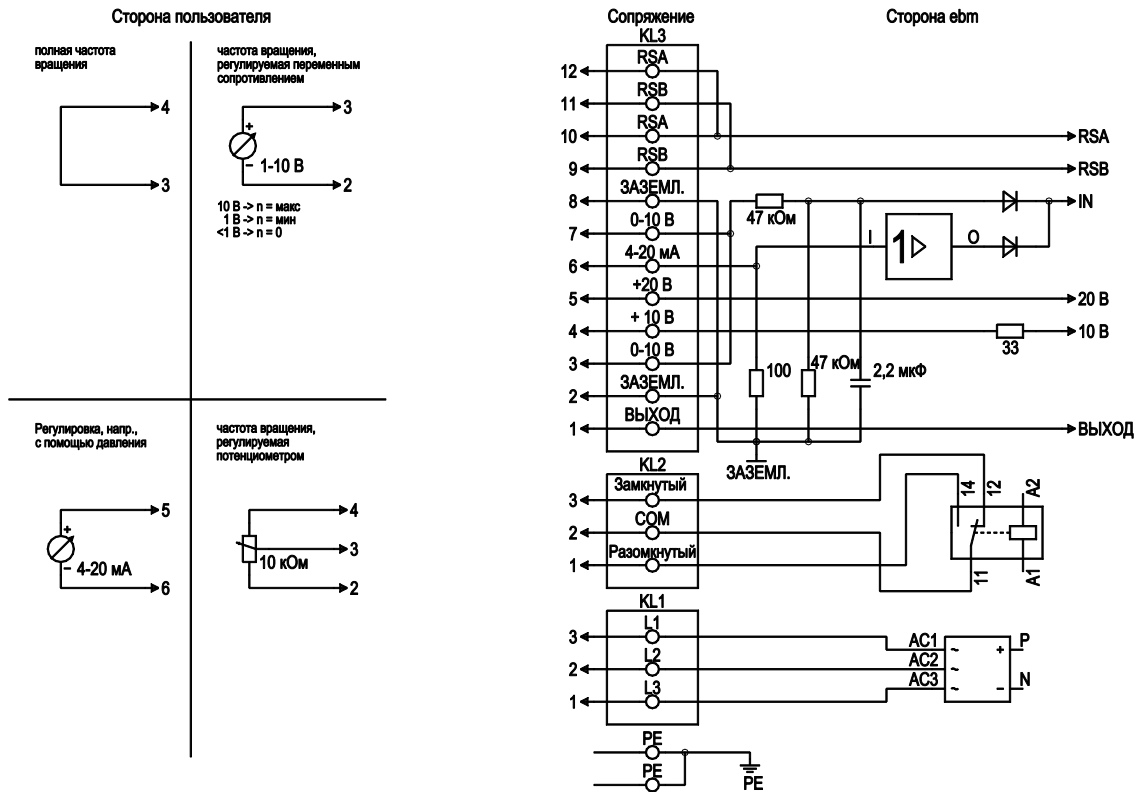 Сторона пользователя
полная частота
вращения
4
3
частота вращения,
регулируемая переменным
сопротивлением
3
+
– 1-10 В
2
10 В -> n = макс
1 В -> n = мин
<1 В -> n = 0
Регулировка, напр.,
с помощью давления
5
+
– 4-20 мА
6
частота вращения,
регулируемая
потенциометром
4
3
10 кОм
2
Сопряжение
Сторона ebm
KL3
12 RSA
11 RSB
10 RSA RSA
9 RSB RSB
8 ЗАЗЕМЛ. 47 кОм IN
7 0-10 В
I 1 O
6 4-20 мА
5 +20 В 20 В
4 + 10 В 33 10 В
3 0-10 В
100 47 кОм 2,2 мкФ
2 ЗАЗЕМЛ.
1 ВЫХОД ВЫХОД
ЗАЗЕМЛ.
KL2
3 Замкнутый
2 COM
1 Разомкнутый
14 12 A2
11 A1
KL1
3 L1 AC1 ~ + P
2 L2 AC2 ~
1 L3 AC3 ~ – N
PE
PE
PE